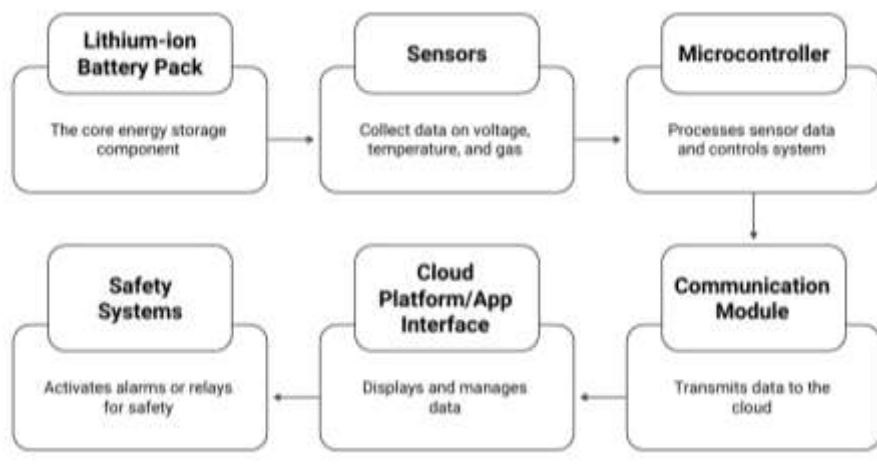 Lithium-ion
Battery Pack
The core energy storage
component
Sensors
Collect data on voltage,
temperature, and gas
Microcontroller
Processes sensor data
and controls system
Communication
Module
Transmits data to the
cloud
Cloud
Platform/App
Interface
Displays and manages
data
Safety
Systems
Activates alarms or relays
for safety